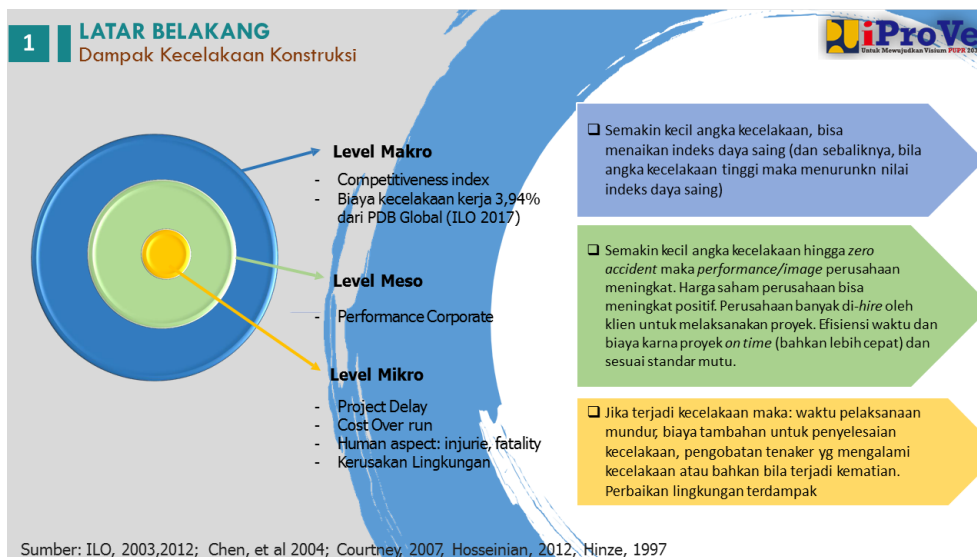 1
LATAR BELAKANG
Dampak Kecelakaan Konstruksi
iProVe
Untuk Mewujudkan Visium PUPR
Level Makro
- Competitiveness index
- Biaya kecelakaan kerja 3,94%
dari PDB Global (ILO 2017)
Level Meso
- Performance Corporate
Level Mikro
- Project Delay
- Cost Over run
- Human aspect: injurie, fatality
- Kerusakan Lingkungan
❑ Semakin kecil angka kecelakaan, bisa
menaikan indeks daya saing (dan sebaliknya, bila
angka kecelakaan tinggi maka menurunkn nilai
indeks daya saing)
❑ Semakin kecil angka kecelakaan hingga zero
accident maka performance/image perusahaan
meningkat. Harga saham perusahaan bisa
meningkat positif. Perusahaan banyak di-hire oleh
klien untuk melaksanakan proyek. Efisiensi waktu dan
biaya karna proyek on time (bahkan lebih cepat) dan
sesuai standar mutu.
❑ Jika terjadi kecelakaan maka: waktu pelaksanaan
mundur, biaya tambahan untuk penyelesaian
kecelakaan, pengobatan tenaker yg mengalami
kecelakaan atau bahkan bila terjadi kematian.
Perbaikan lingkungan terdampak
Sumber: ILO, 2003,2012; Chen, et al 2004; Courtney, 2007, Hosseinian, 2012, Hinze, 1997